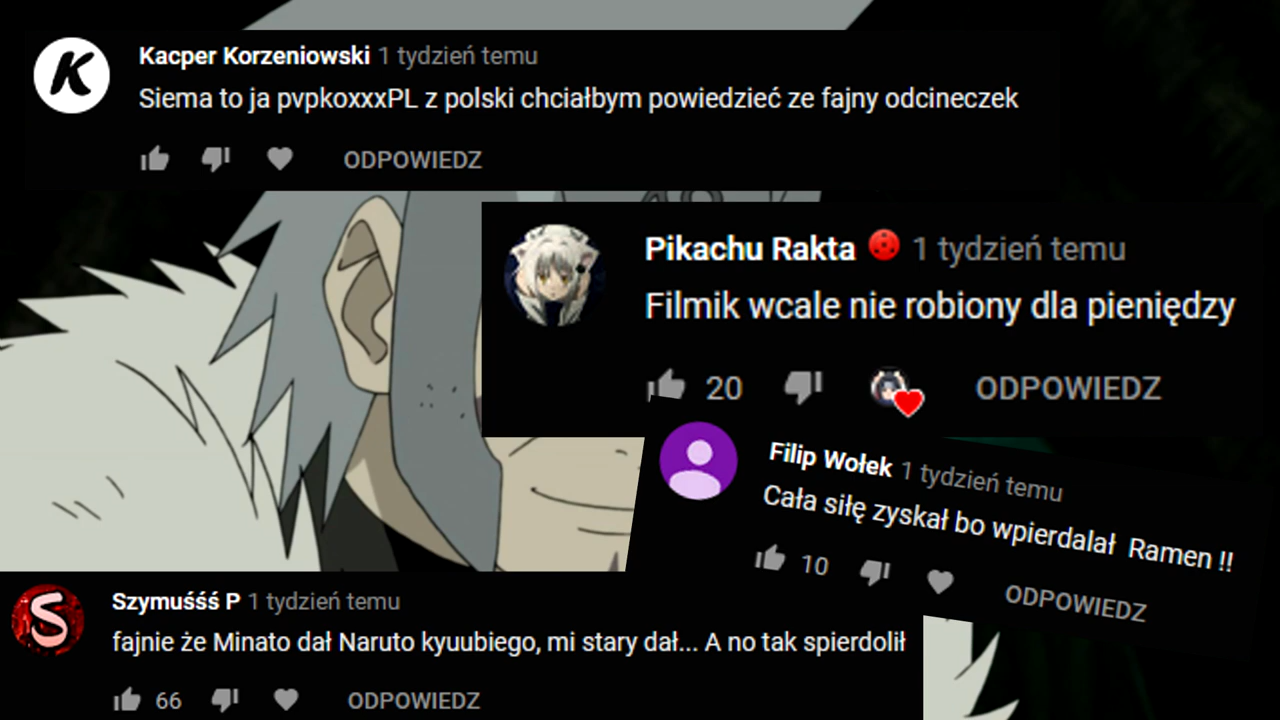 K
Kacper Korzeniowski 1 tydzień temu
Siema to ja pvpkoxxxPL z polski chciałbym powiedzieć ze fajny odcineczek
ODPOWIEDZ
Pikachu Rakta 1 tydzień temu
Filmik wcale nie robiony dla pieniędzy
20 ODPOWIEDZ
Filip Wołek 1 tydzień temu
Cała siłę zyskał bo wpierdalał Ramen !!
10 ODPOWIEDZ
S
Szymuśśś P 1 tydzień temu
fajnie że Minato dał Naruto kyuubiego, mi stary dał... A no tak spierdolił
66 ODPOWIEDZ